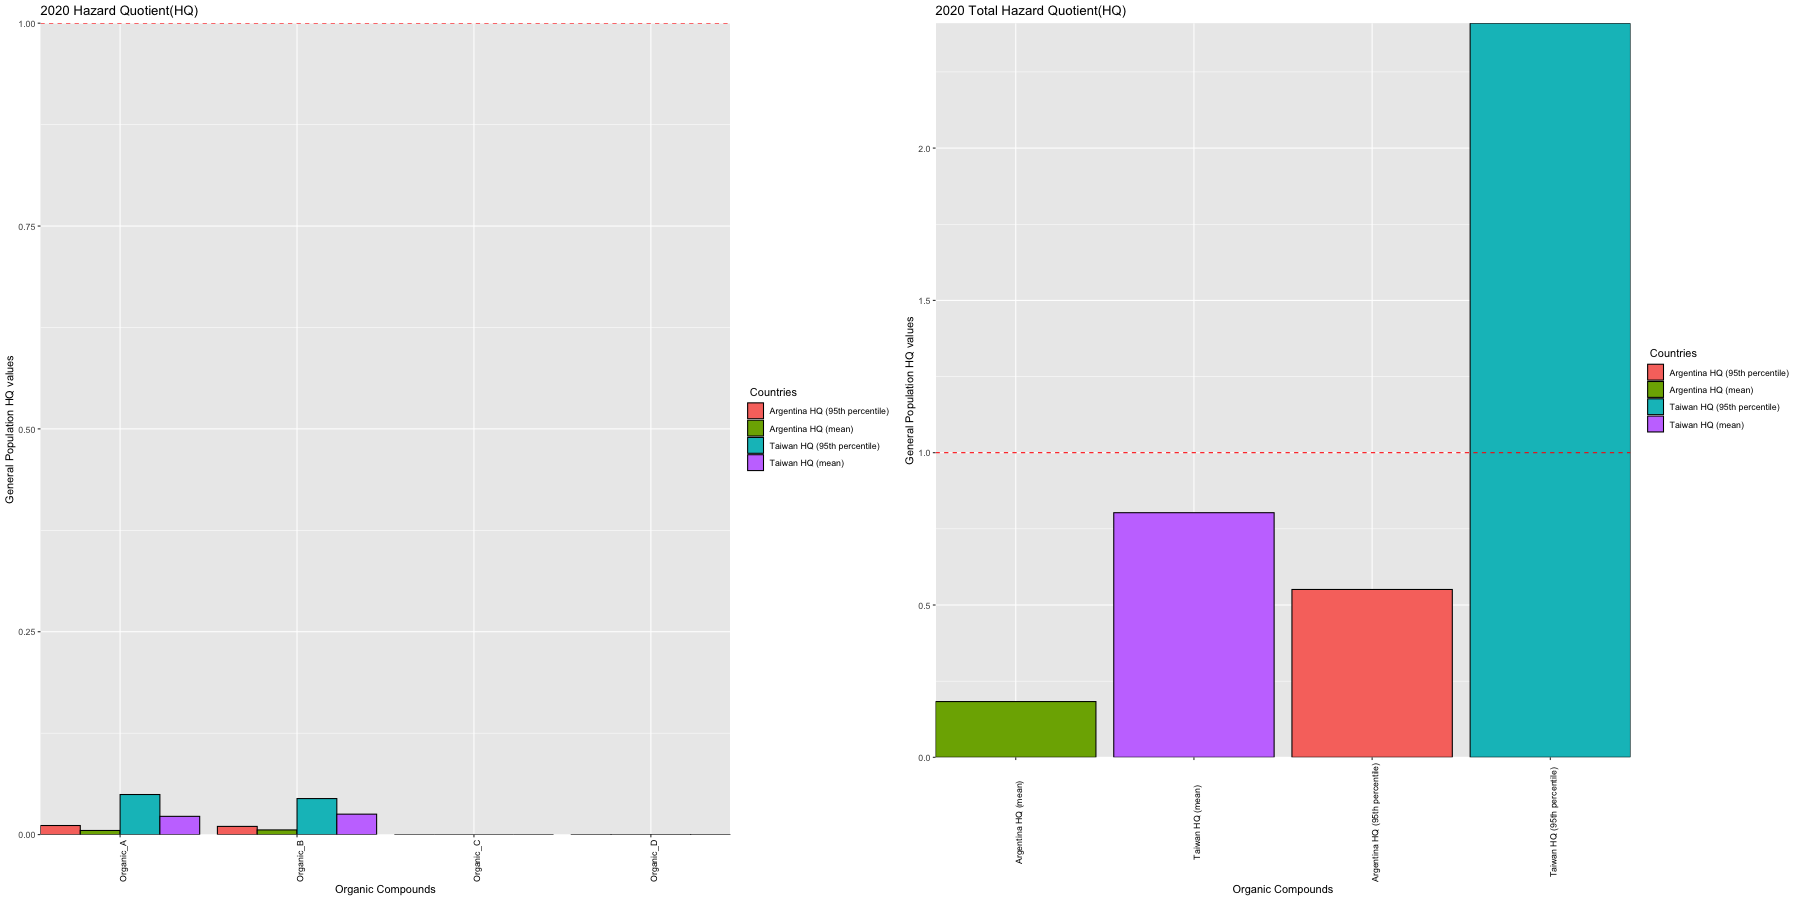 2020 Hazard Quotient(HQ)
General Population HQ values
1.00
0.75
0.50
0.25
0.00
Organic_A
Organic_B
Organic_C
Organic_D
Organic Compounds
Countries
Argentina HQ (95th percentile)
Argentina HQ (mean)
Taiwan HQ (95th percentile)
Taiwan HQ (mean)
2020 Total Hazard Quotient(HQ)
General Population HQ values
2.0
1.5
1.0
0.5
0.0
Argentina HQ (mean)
Taiwan HQ (mean)
Argentina HQ (95th percentile)
Taiwan HQ (95th percentile)
Organic Compounds
Countries
Argentina HQ (95th percentile)
Argentina HQ (mean)
Taiwan HQ (95th percentile)
Taiwan HQ (mean)